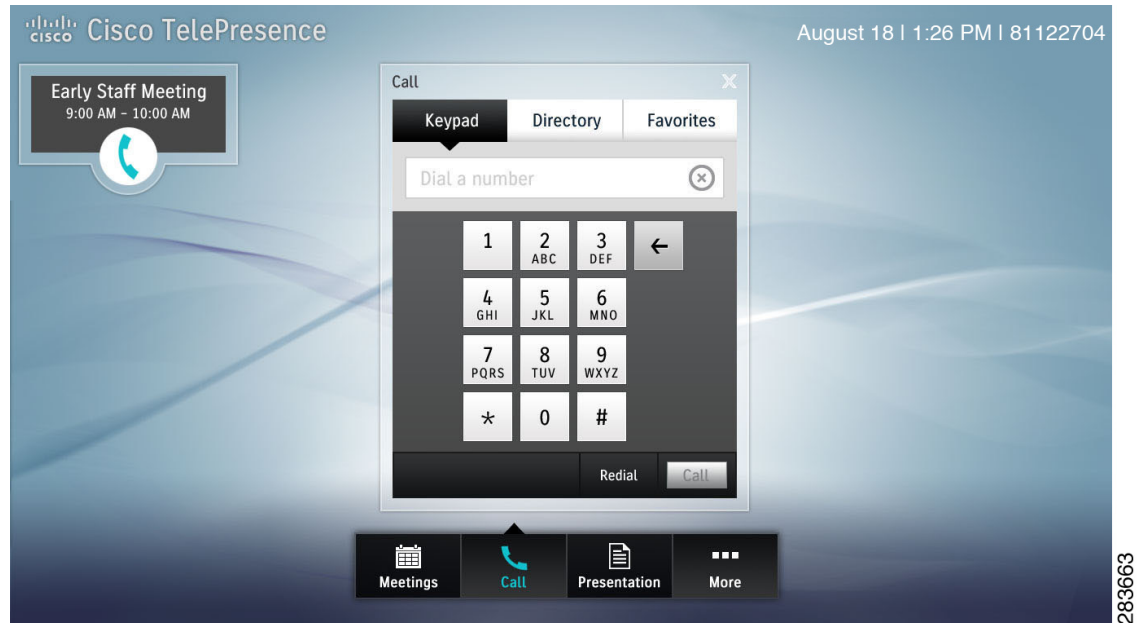 cisco Cisco TelePresence
August 18 | 1:26 PM | 81122704
Early Staff Meeting
9:00 AM – 10:00 AM
Call
Keypad Directory Favorites
Dial a number
1 2 3
ABC DEF
4 5 6
GHI JKL MNO
7 8 9
PQRS TUV WXYZ
* 0 #
Redial Call
Meetings Call Presentation More
283663